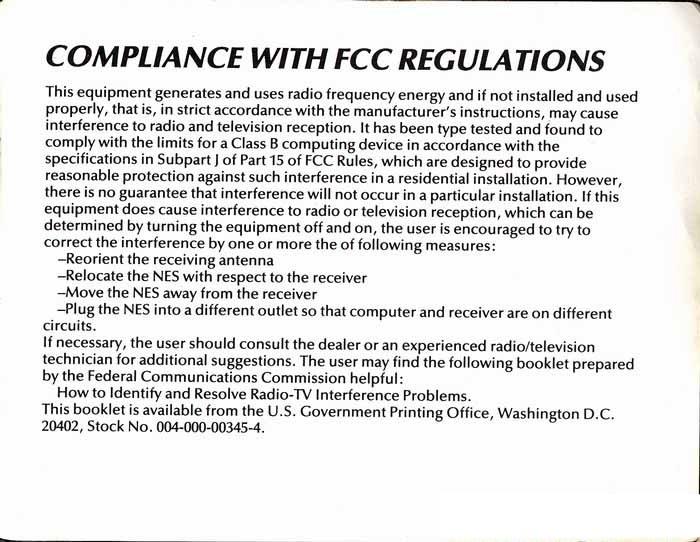 COMPLIANCE WITH FCC REGULATIONS
This equipment generates and uses radio frequency energy and if not installed and used
properly, that is, in strict accordance with the manufacturer's instructions, may cause
interference to radio and television reception. It has been type tested and found to
comply with the limits for a Class B computing device in accordance with the
specifications in Subpart J of Part 15 of FCC Rules, which are designed to provide
reasonable protection against such interference in a residential installation. However,
there is no guarantee that interference will not occur in a particular installation. If this
equipment does cause interference to radio or television reception, which can be
determined by turning the equipment off and on, the user is encouraged to try to
correct the interference by one or more the of following measures:
–Reorient the receiving antenna
–Relocate the NES with respect to the receiver
–Move the NES away from the receiver
–Plug the NES into a different outlet so that computer and receiver are on different
circuits.
If necessary, the user should consult the dealer or an experienced radio/television
technician for additional suggestions. The user may find the following booklet prepared
by the Federal Communications Commission helpful:
How to Identify and Resolve Radio-TV Interference Problems.
This booklet is available from the U.S. Government Printing Office, Washington D.C.
20402, Stock No. 004-000-00345-4.